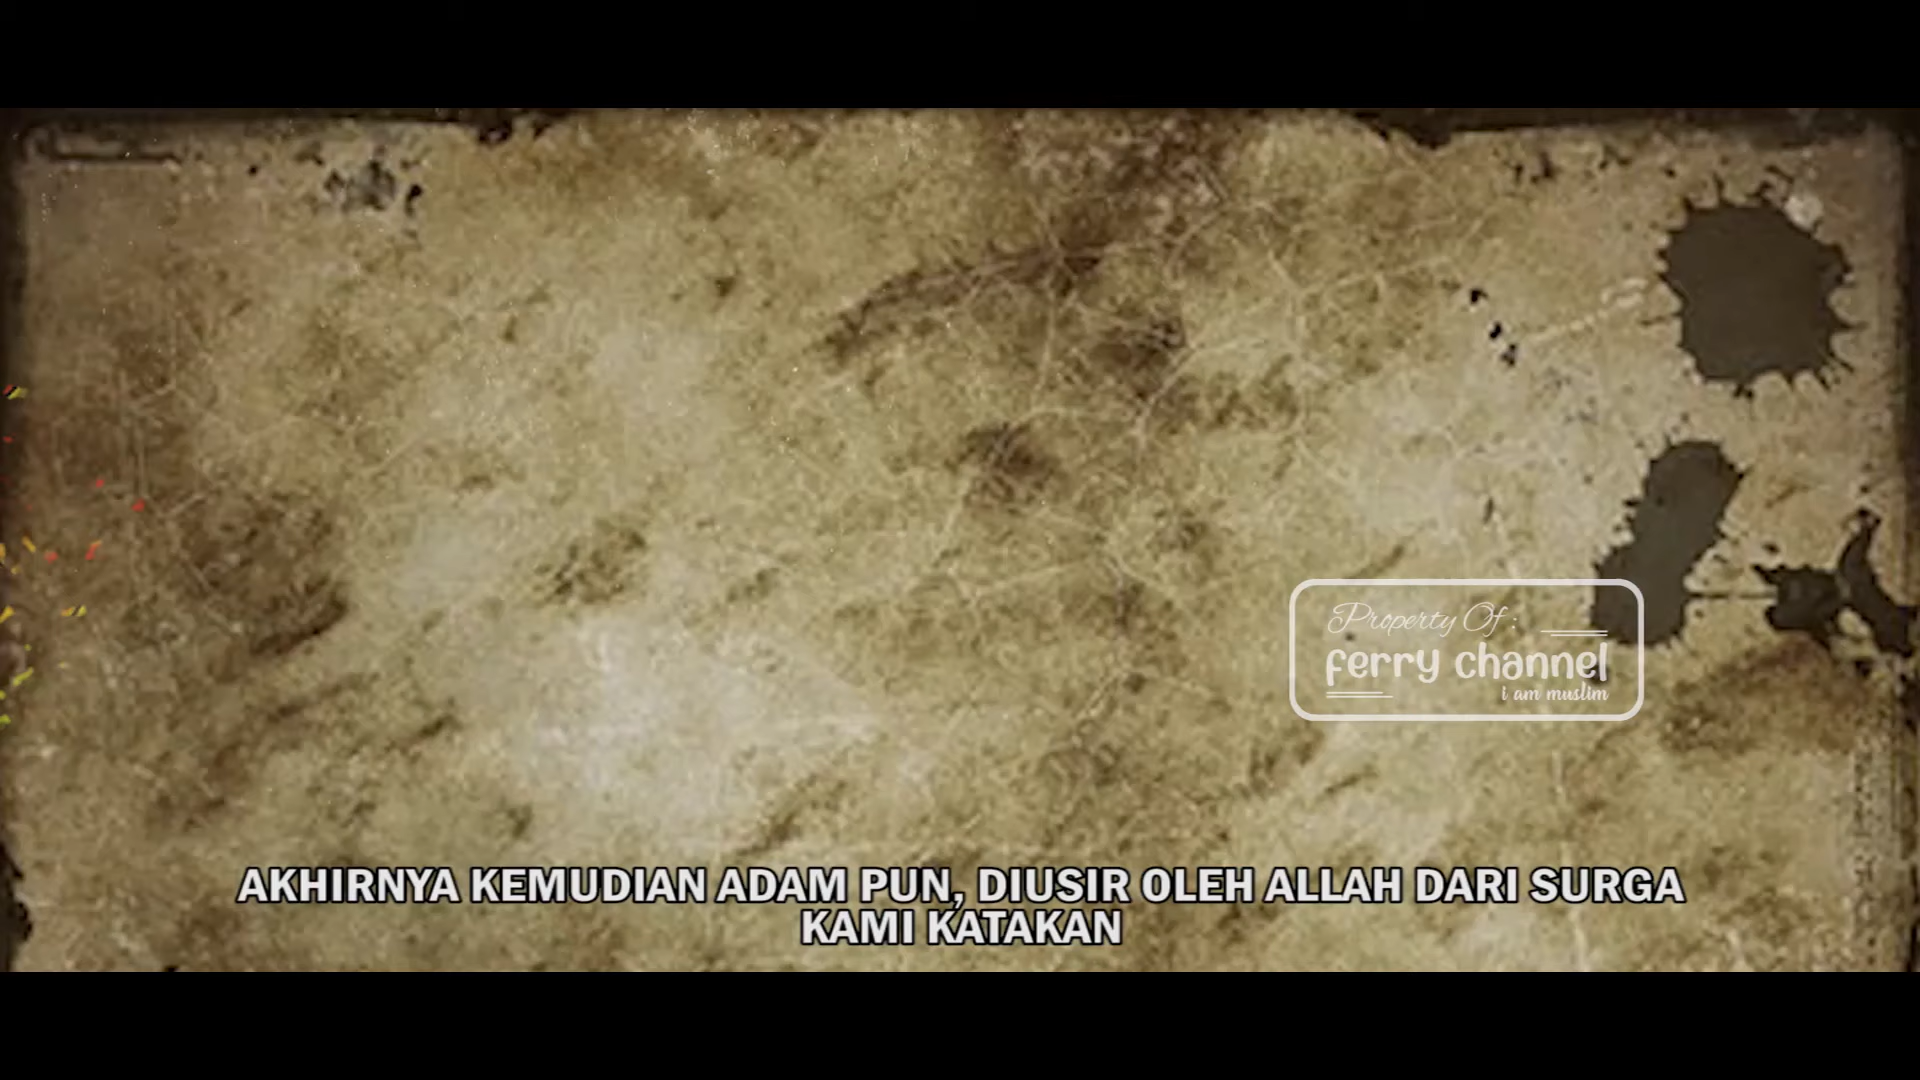 Property Of :
ferry channel
i am muslim
AKHIRNYA KEMUDIAN ADAM PUN, DIUSIR OLEH ALLAH DARI SURGA
KAMI KATAKAN